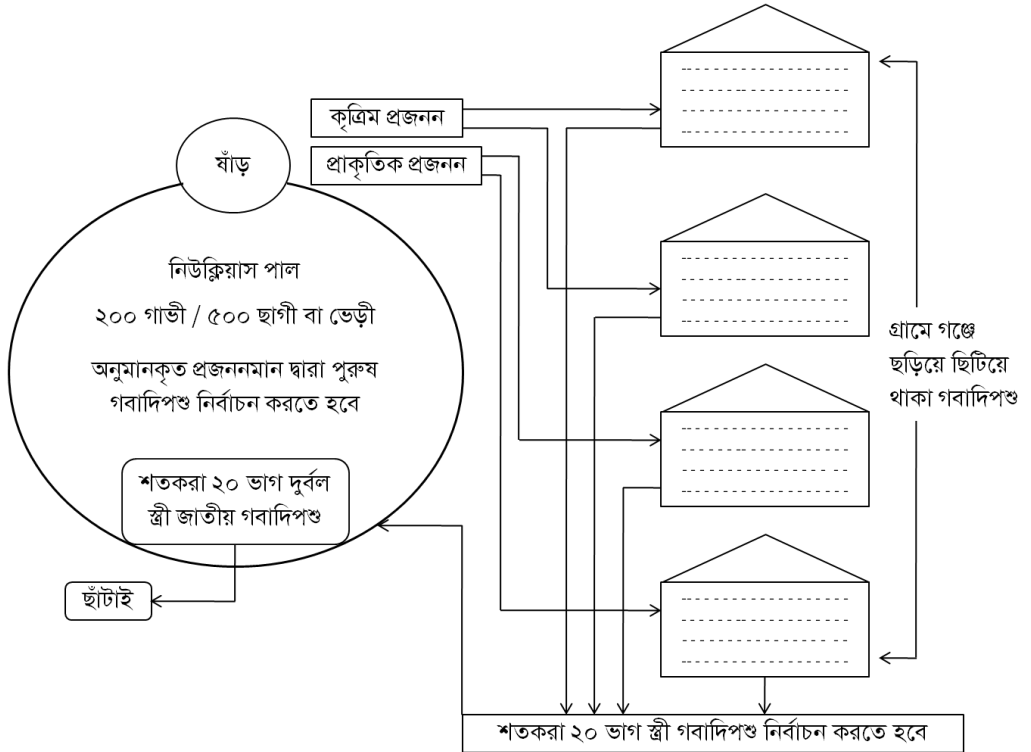 কৃত্রিম প্রজনন
ষাঁড়
প্রাকৃতিক প্রজনন
নিউক্লিয়াস পাল
২০০ গাভী / ৫০০ ছাগী বা ভেড়ী
অনুমানকৃত প্রজননমান দ্বারা পুরুষ
গবাদিপশু নির্বাচন করতে হবে
শতকরা ২০ ভাগ দুর্বল
স্ত্রী জাতীয় গবাদিপশু
ছাঁটাই
গ্রামে গঞ্জে
ছড়িয়ে ছিটিয়ে
থাকা গবাদিপশু
শতকরা ২০ ভাগ স্ত্রী গবাদিপশু নির্বাচন করতে হবে